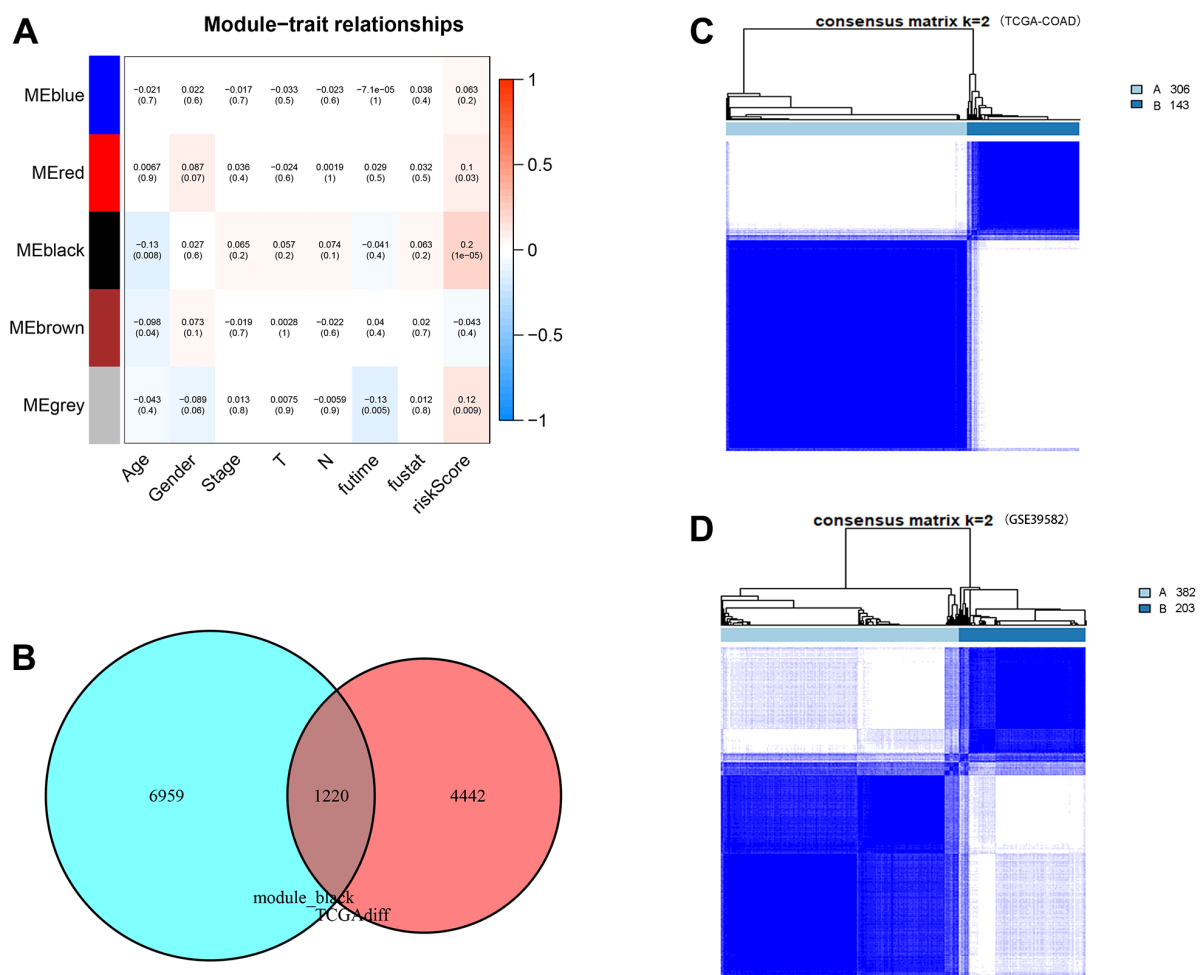 A
Module−trait relationships
MEblue
−0.021 0.022 −0.017 −0.033 −0.023 −7.1e−05 0.038 0.063
(0.7) (0.6) (0.7) (0.5) (0.6) (1) (0.4) (0.2)
MEred
0.0067 0.087 0.036 −0.024 0.0019 0.029 0.032 0.1
(0.9) (0.07) (0.4) (0.6) (1) (0.5) (0.5) (0.03)
MEblack
−0.13 0.027 0.065 0.057 0.074 −0.041 0.063 0.2
(0.008) (0.6) (0.2) (0.2) (0.1) (0.4) (0.2) (1e−05)
MEbrown
−0.098 0.073 −0.019 0.0028 −0.022 0.04 0.02 −0.043
(0.04) (0.1) (0.7) (1) (0.6) (0.4) (0.7) (0.4)
MEgrey
−0.043 −0.089 0.013 0.0075 −0.0059 −0.13 0.012 0.12
(0.4) (0.06) (0.8) (0.9) (0.9) (0.005) (0.8) (0.009)
Age Gender Stage T N futime fustat riskScore
1
0.5
0
−0.5
−1
B
6959 1220 4442
module_black
TCGAdiff
C
consensus matrix k=2 (TCGA-COAD)
A 306
B 143
D
consensus matrix k=2 (GSE39582)
A 382
B 203